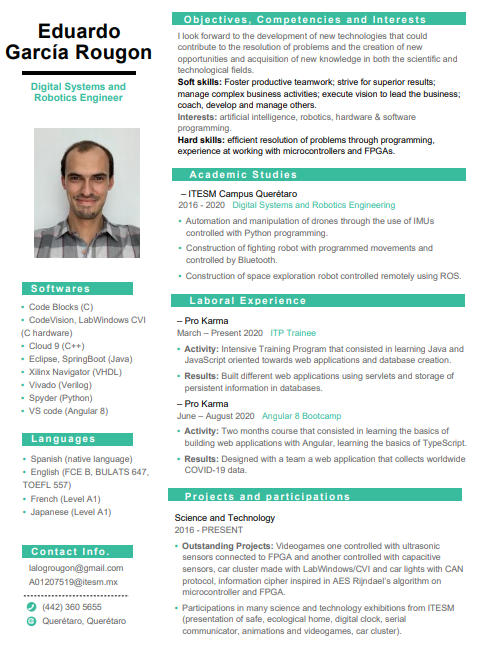 Eduardo
García Rougon
Digital Systems and
Robotics Engineer
Softwares
• Code Blocks (C)
• CodeVision, LabWindows CVI
(C hardware)
• Cloud 9 (C++)
• Eclipse, SpringBoot (Java)
• Xilinx Navigator (VHDL)
• Vivado (Verilog)
• Spyder (Python)
• VS code (Angular 8)
Languages
• Spanish (native language)
• English (FCE B, BULATS 647,
TOEFL 557)
• French (Level A1)
• Japanese (Level A1)
Contact Info.
lalogrougon@gmail.com
A01207519@itesm.mx
(442) 360 5655
Querétaro, Querétaro
Objectives, Competencies and Interests
I look forward to the development of new technologies that could
contribute to the resolution of problems and the creation of new
opportunities and acquisition of new knowledge in both the scientific and
technological fields.
Soft skills: Foster productive teamwork; strive for superior results;
manage complex business activities; execute vision to lead the business;
coach, develop and manage others.
Interests: artificial intelligence, robotics, hardware & software
programming.
Hard skills: efficient resolution of problems through programming,
experience at working with microcontrollers and FPGAs.
Academic Studies
– ITESM Campus Querétaro
2016 - 2020 Digital Systems and Robotics Engineering
• Automation and manipulation of drones through the use of IMUs
controlled with Python programming.
• Construction of fighting robot with programmed movements and
controlled by Bluetooth.
• Construction of space exploration robot controlled remotely using ROS.
Laboral Experience
– Pro Karma
March – Present 2020 ITP Trainee
• Activity: Intensive Training Program that consisted in learning Java and
JavaScript oriented towards web applications and database creation.
• Results: Built different web applications using servlets and storage of
persistent information in databases.
– Pro Karma
June – August 2020 Angular 8 Bootcamp
• Activity: Two months course that consisted in learning the basics of
building web applications with Angular, learning the basics of TypeScript.
• Results: Designed with a team a web application that collects worldwide
COVID-19 data.
Projects and participations
Science and Technology
2016 - PRESENT
• Outstanding Projects: Videogames one controlled with ultrasonic
sensors connected to FPGA and another controlled with capacitive
sensors, car cluster made with LabWindows/CVI and car lights with CAN
protocol, information cipher inspired in AES Rijndael's algorithm on
microcontroller and FPGA.
• Participations in many science and technology exhibitions from ITESM
(presentation of safe, ecological home, digital clock, serial
communicator, animations and videogames, car cluster).